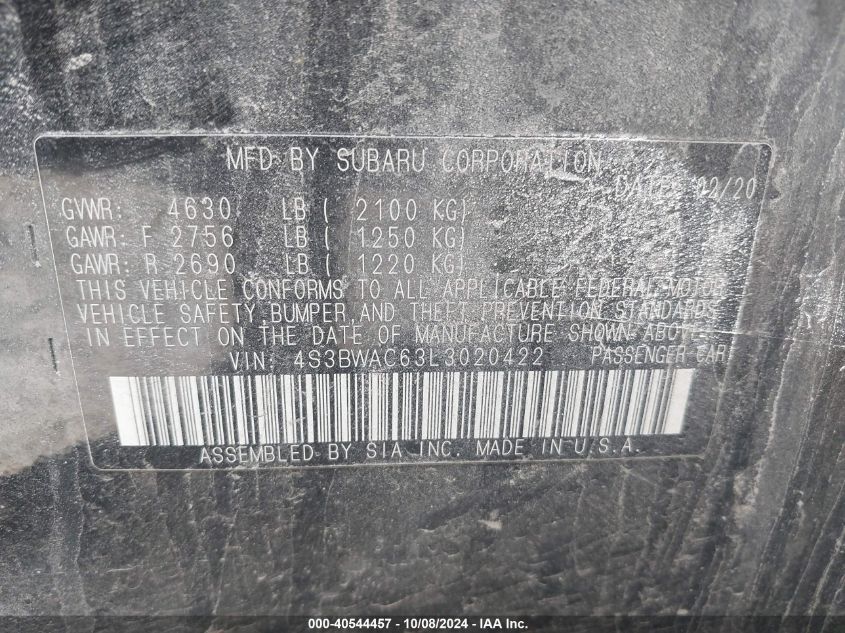 MFD BY SUBARU CORPORATION
DATE: 02/20
GVWR: 4630 LB ( 2100 KG)
GAWR: F 2756 LB ( 1250 KG)
GAWR: R 2690 LB ( 1220 KG)
THIS VEHICLE CONFORMS TO ALL APPLICABLE FEDERAL MOTOR
VEHICLE SAFETY, BUMPER, AND THEFT PREVENTION STANDARDS
IN EFFECT ON THE DATE OF MANUFACTURE SHOWN ABOVE.
VIN: 4S3BWAC63L3020422 PASSENGER CAR
ASSEMBLED BY SIA INC. MADE IN U.S.A.
000-40544457 - 10/08/2024 - IAA Inc.